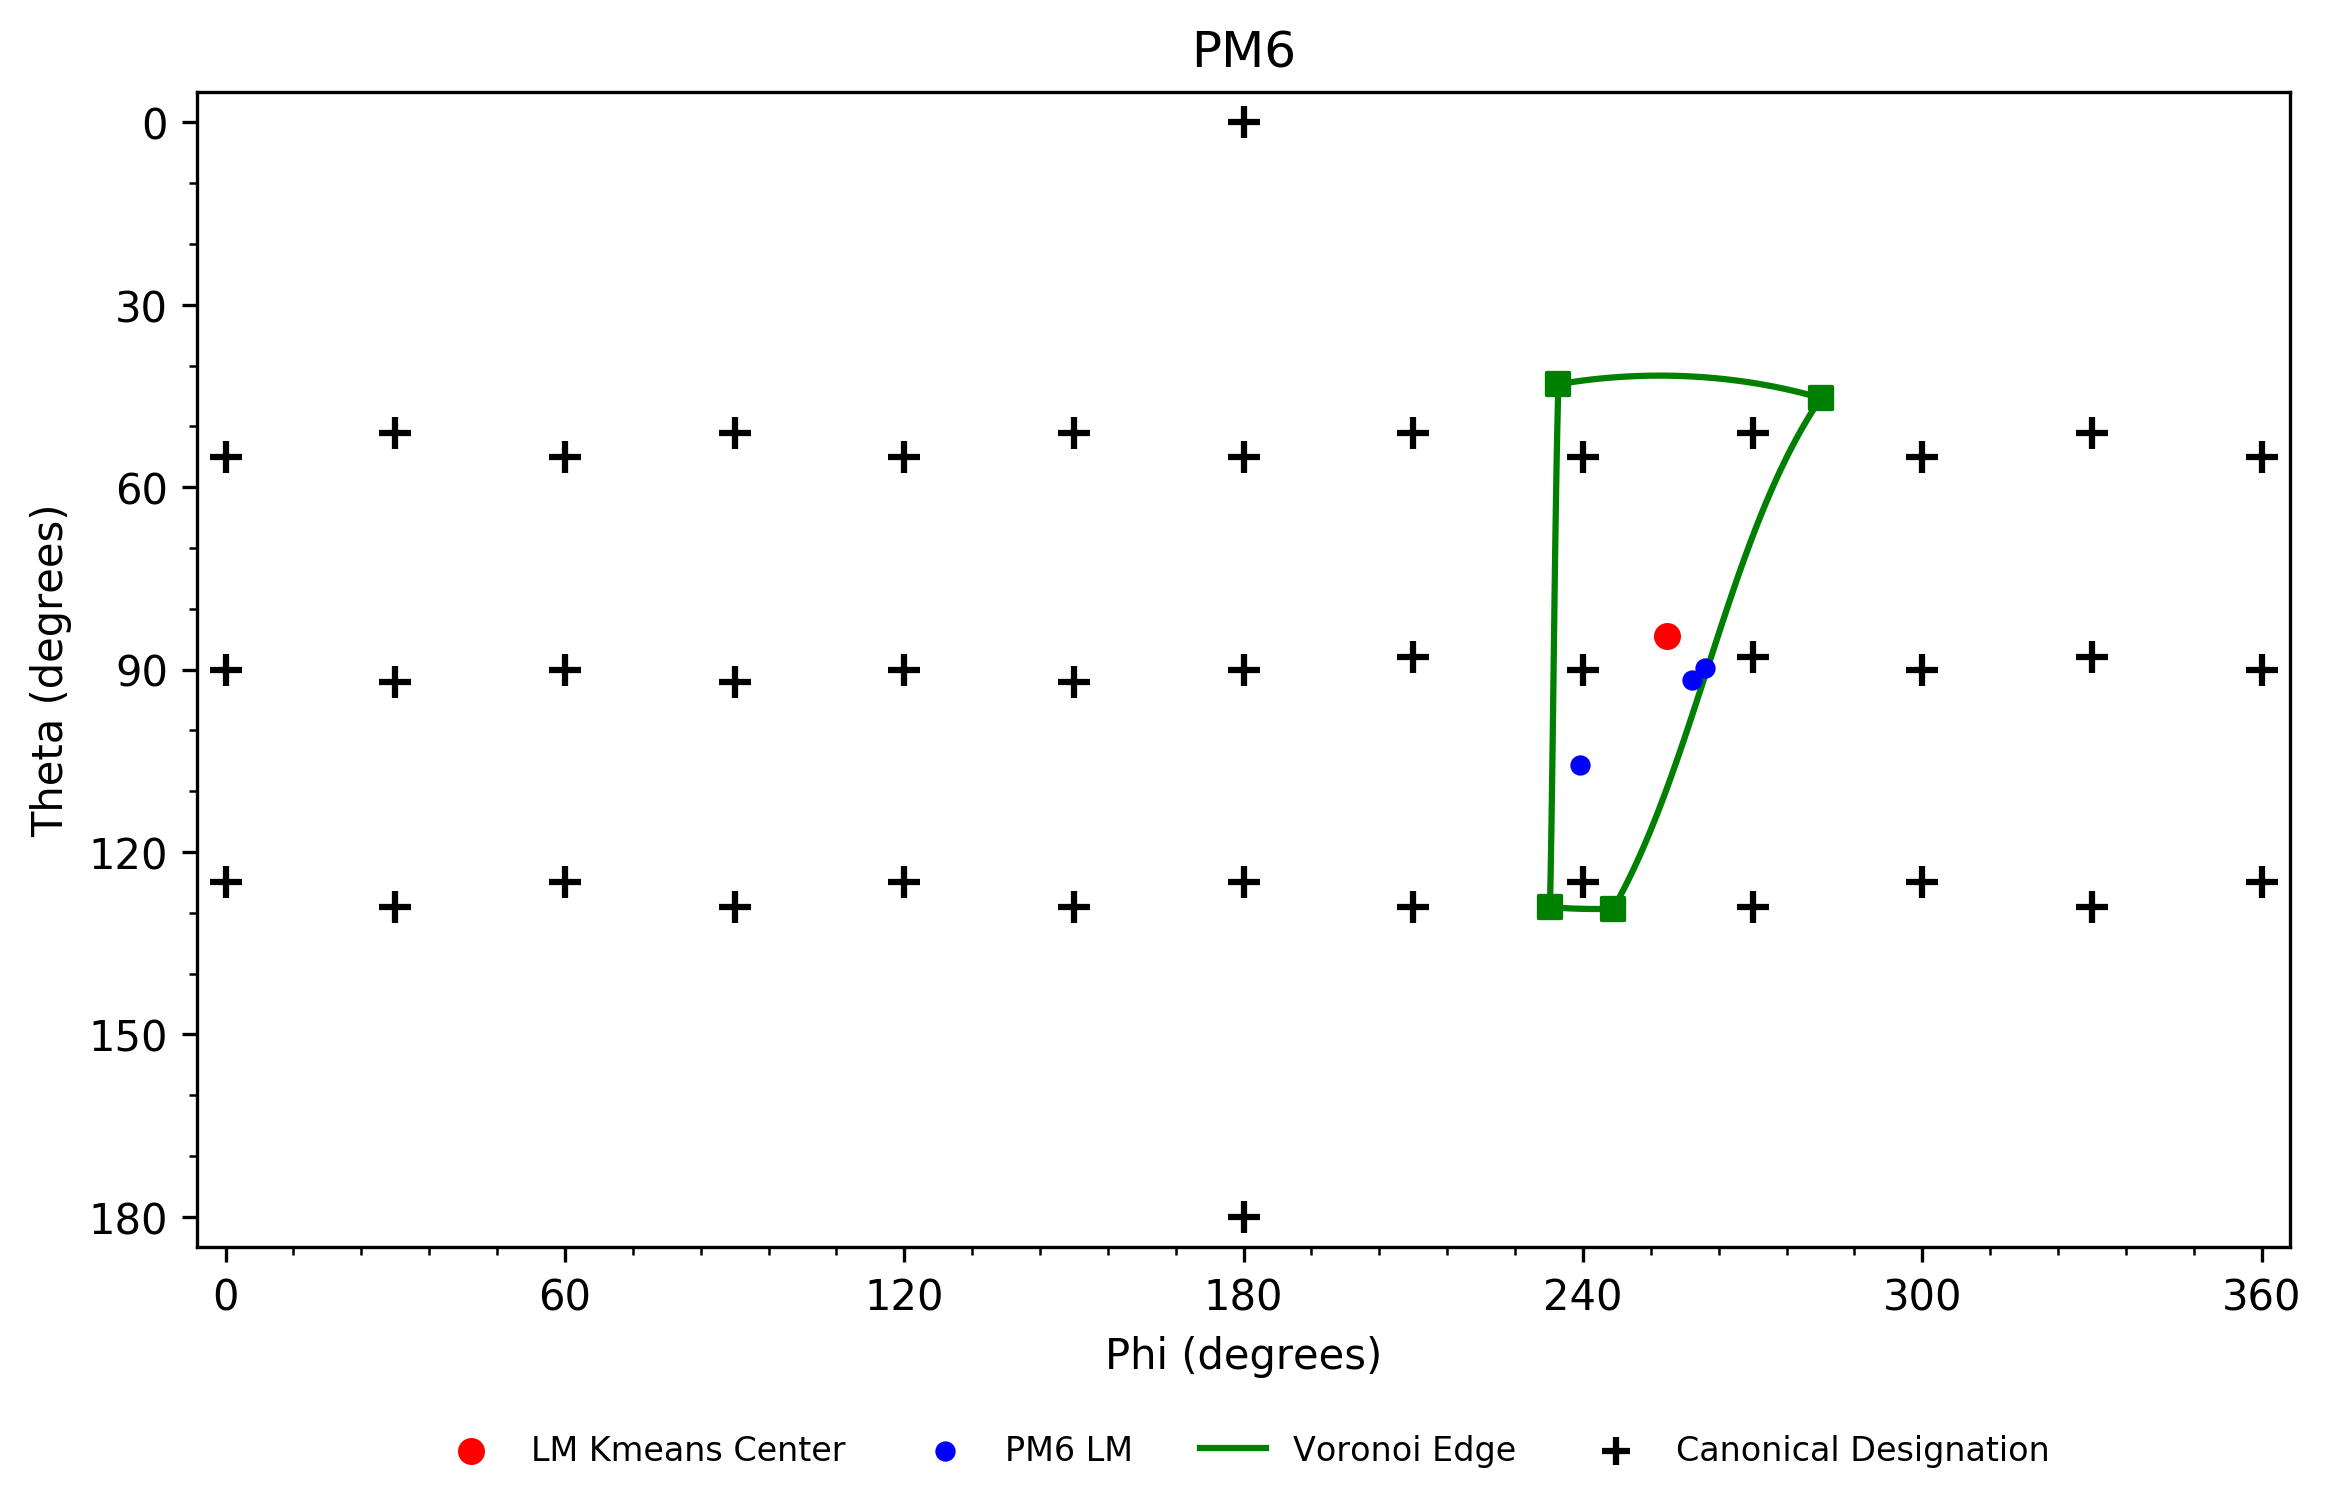 PM6
0
30
60
90
120
150
180
Theta (degrees)
0 60 120 180 240 300 360
Phi (degrees)
LM Kmeans Center PM6 LM Voronoi Edge Canonical Designation